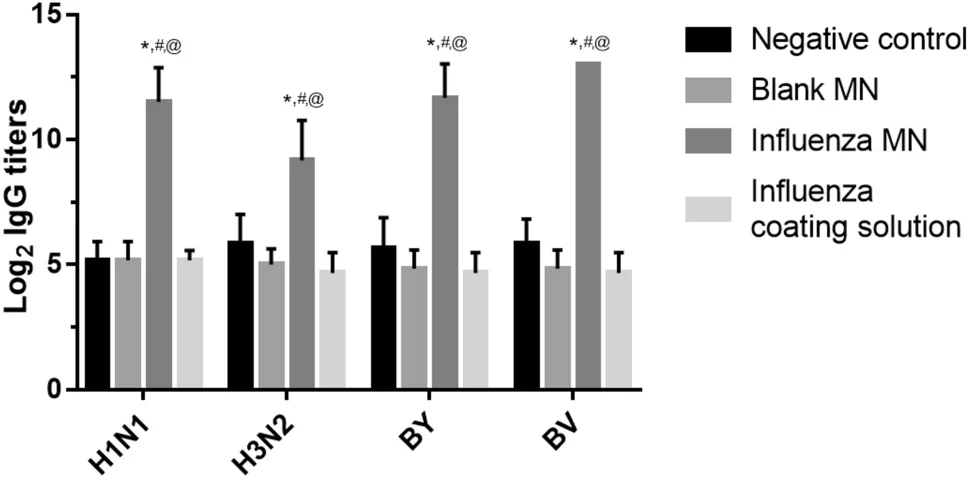 15
10
5
0
Log2 IgG titers
*,#,@
*,#,@
*,#,@
*,#,@
H1N1
H3N2
BY
BV
Negative control
Blank MN
Influenza MN
Influenza
coating solution